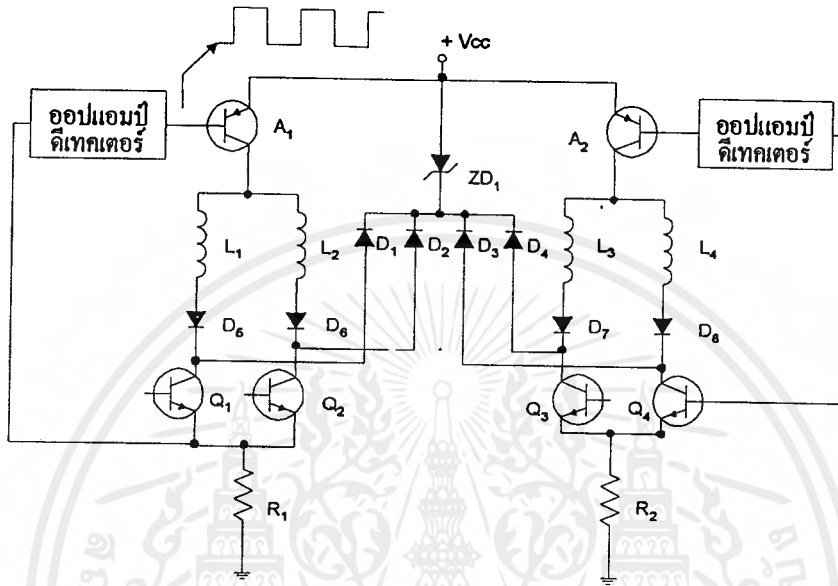 + Vcc
ออปแอมป์
ดีเทคเตอร์
A1
A2
ออปแอมป์
ดีเทคเตอร์
ZD1
L1
L2
D1
D2
D3
D4
L3
L4
D5
D6
D7
D8
Q1
Q2
Q3
Q4
R1
R2